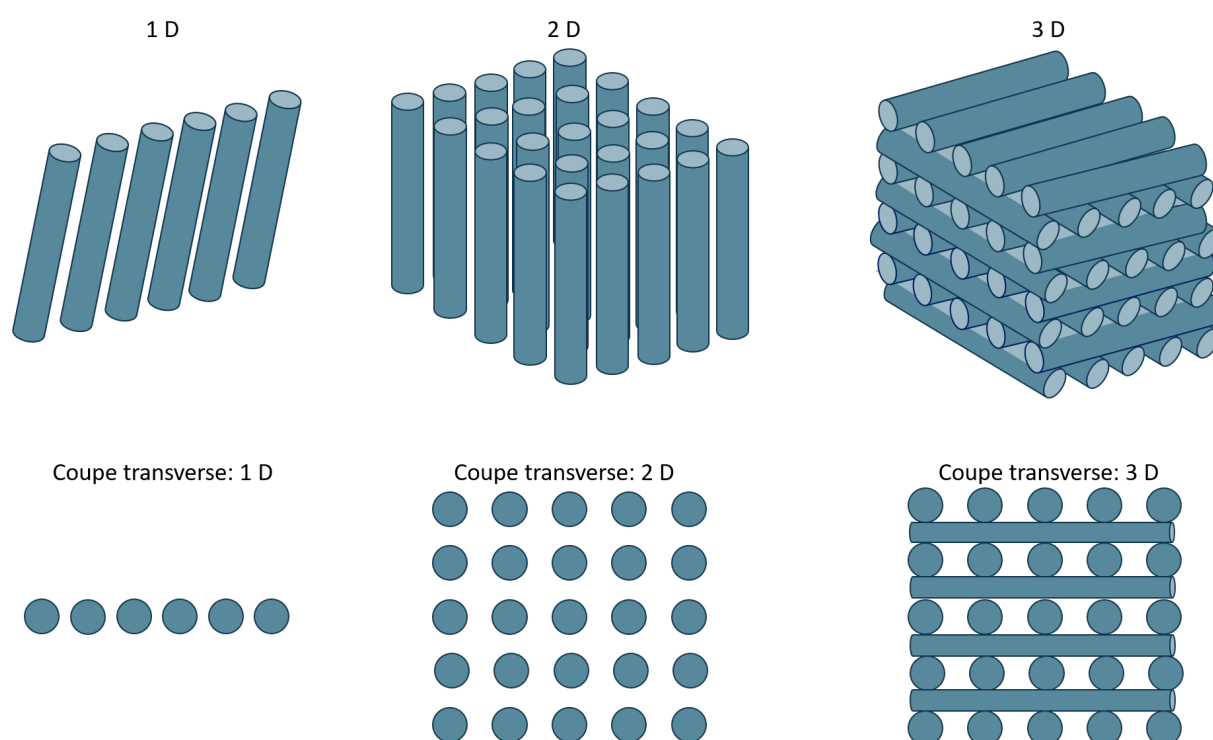 1 D
2 D
3 D
Coupe transverse: 1 D
Coupe transverse: 2 D
Coupe transverse: 3 D